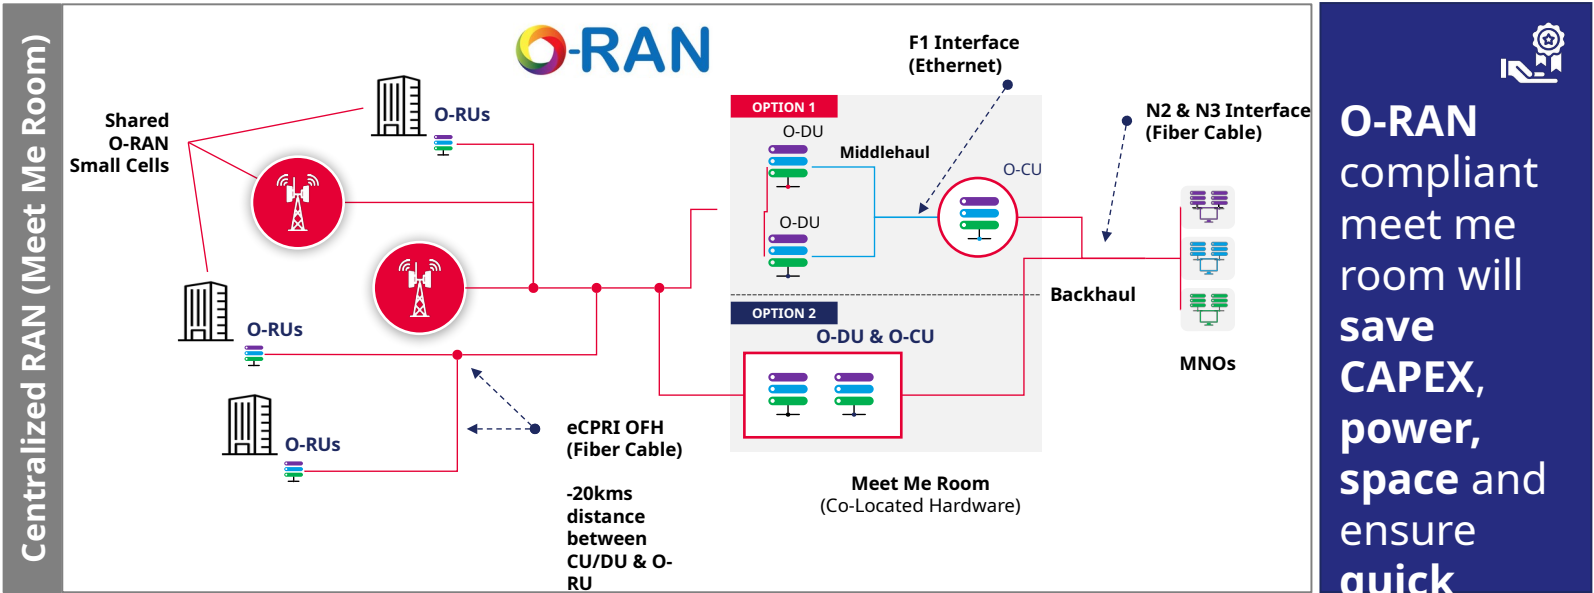 Centralized RAN (Meet Me Room)
O-RAN
Shared
O-RAN
Small Cells
O-RUs
O-RUs
O-RUs
eCPRI OFH
(Fiber Cable)
-20kms
distance
between
CU/DU & O-
RU
F1 Interface
(Ethernet)
OPTION 1
O-DU
Middlehaul
O-CU
O-DU
OPTION 2
O-DU & O-CU
Meet Me Room
(Co-Located Hardware)
N2 & N3 Interface
(Fiber Cable)
Backhaul
MNOs
O-RAN
compliant
meet me
room will
save
CAPEX,
power,
space and
ensure
quick